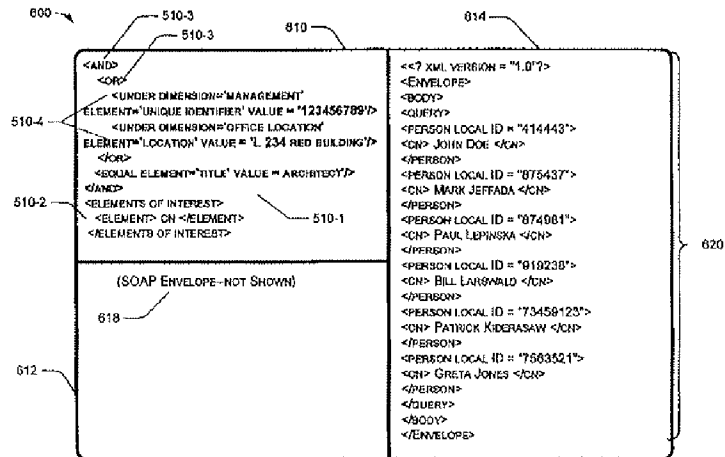 600
510-3
510-3
610
614
<AND>
<OR>
<UNDER DIMENSION='MANAGEMENT'
ELEMENT='UNIQUE IDENTIFIER' VALUE = '123456789'/>
510-4
<UNDER DIMENSION='OFFICE LOCATION'
ELEMENT='LOCATION' VALUE = 'L 234 RED BUILDING'/>
</OR>
<EQUAL ELEMENT='TITLE' VALUE = ARCHITECT'/>
</AND>
<ELEMENTS OF INTEREST>
510-2
<ELEMENT> CN </ELEMENT>
510-1
</ELEMENTS OF INTEREST>
(SOAP ENVELOPE--NOT SHOWN)
618
612
<<? XML VERSION = "1.0"?>
<ENVELOPE>
<BODY>
<QUERY>
<PERSON LOCAL ID = "414443">
<CN> JOHN DOE </CN>
</PERSON>
<PERSON LOCAL ID = "875437">
<CN> MARK JEFFADA </CN>
</PERSON>
<PERSON LOCAL ID = "874981">
<CN> PAUL LEPINSKA </CN>
</PERSON>
<PERSON LOCAL ID = "919238">
<CN> BILL LARSWALD </CN>
</PERSON>
<PERSON LOCAL ID = "73459123">
<CN> PATRICK KIDERASAW </CN>
</PERSON>
<PERSON LOCAL ID = "7563521">
<CN> GRETA JONES </CN>
</PERSON>
</QUERY>
</BODY>
</ENVELOPE>
620